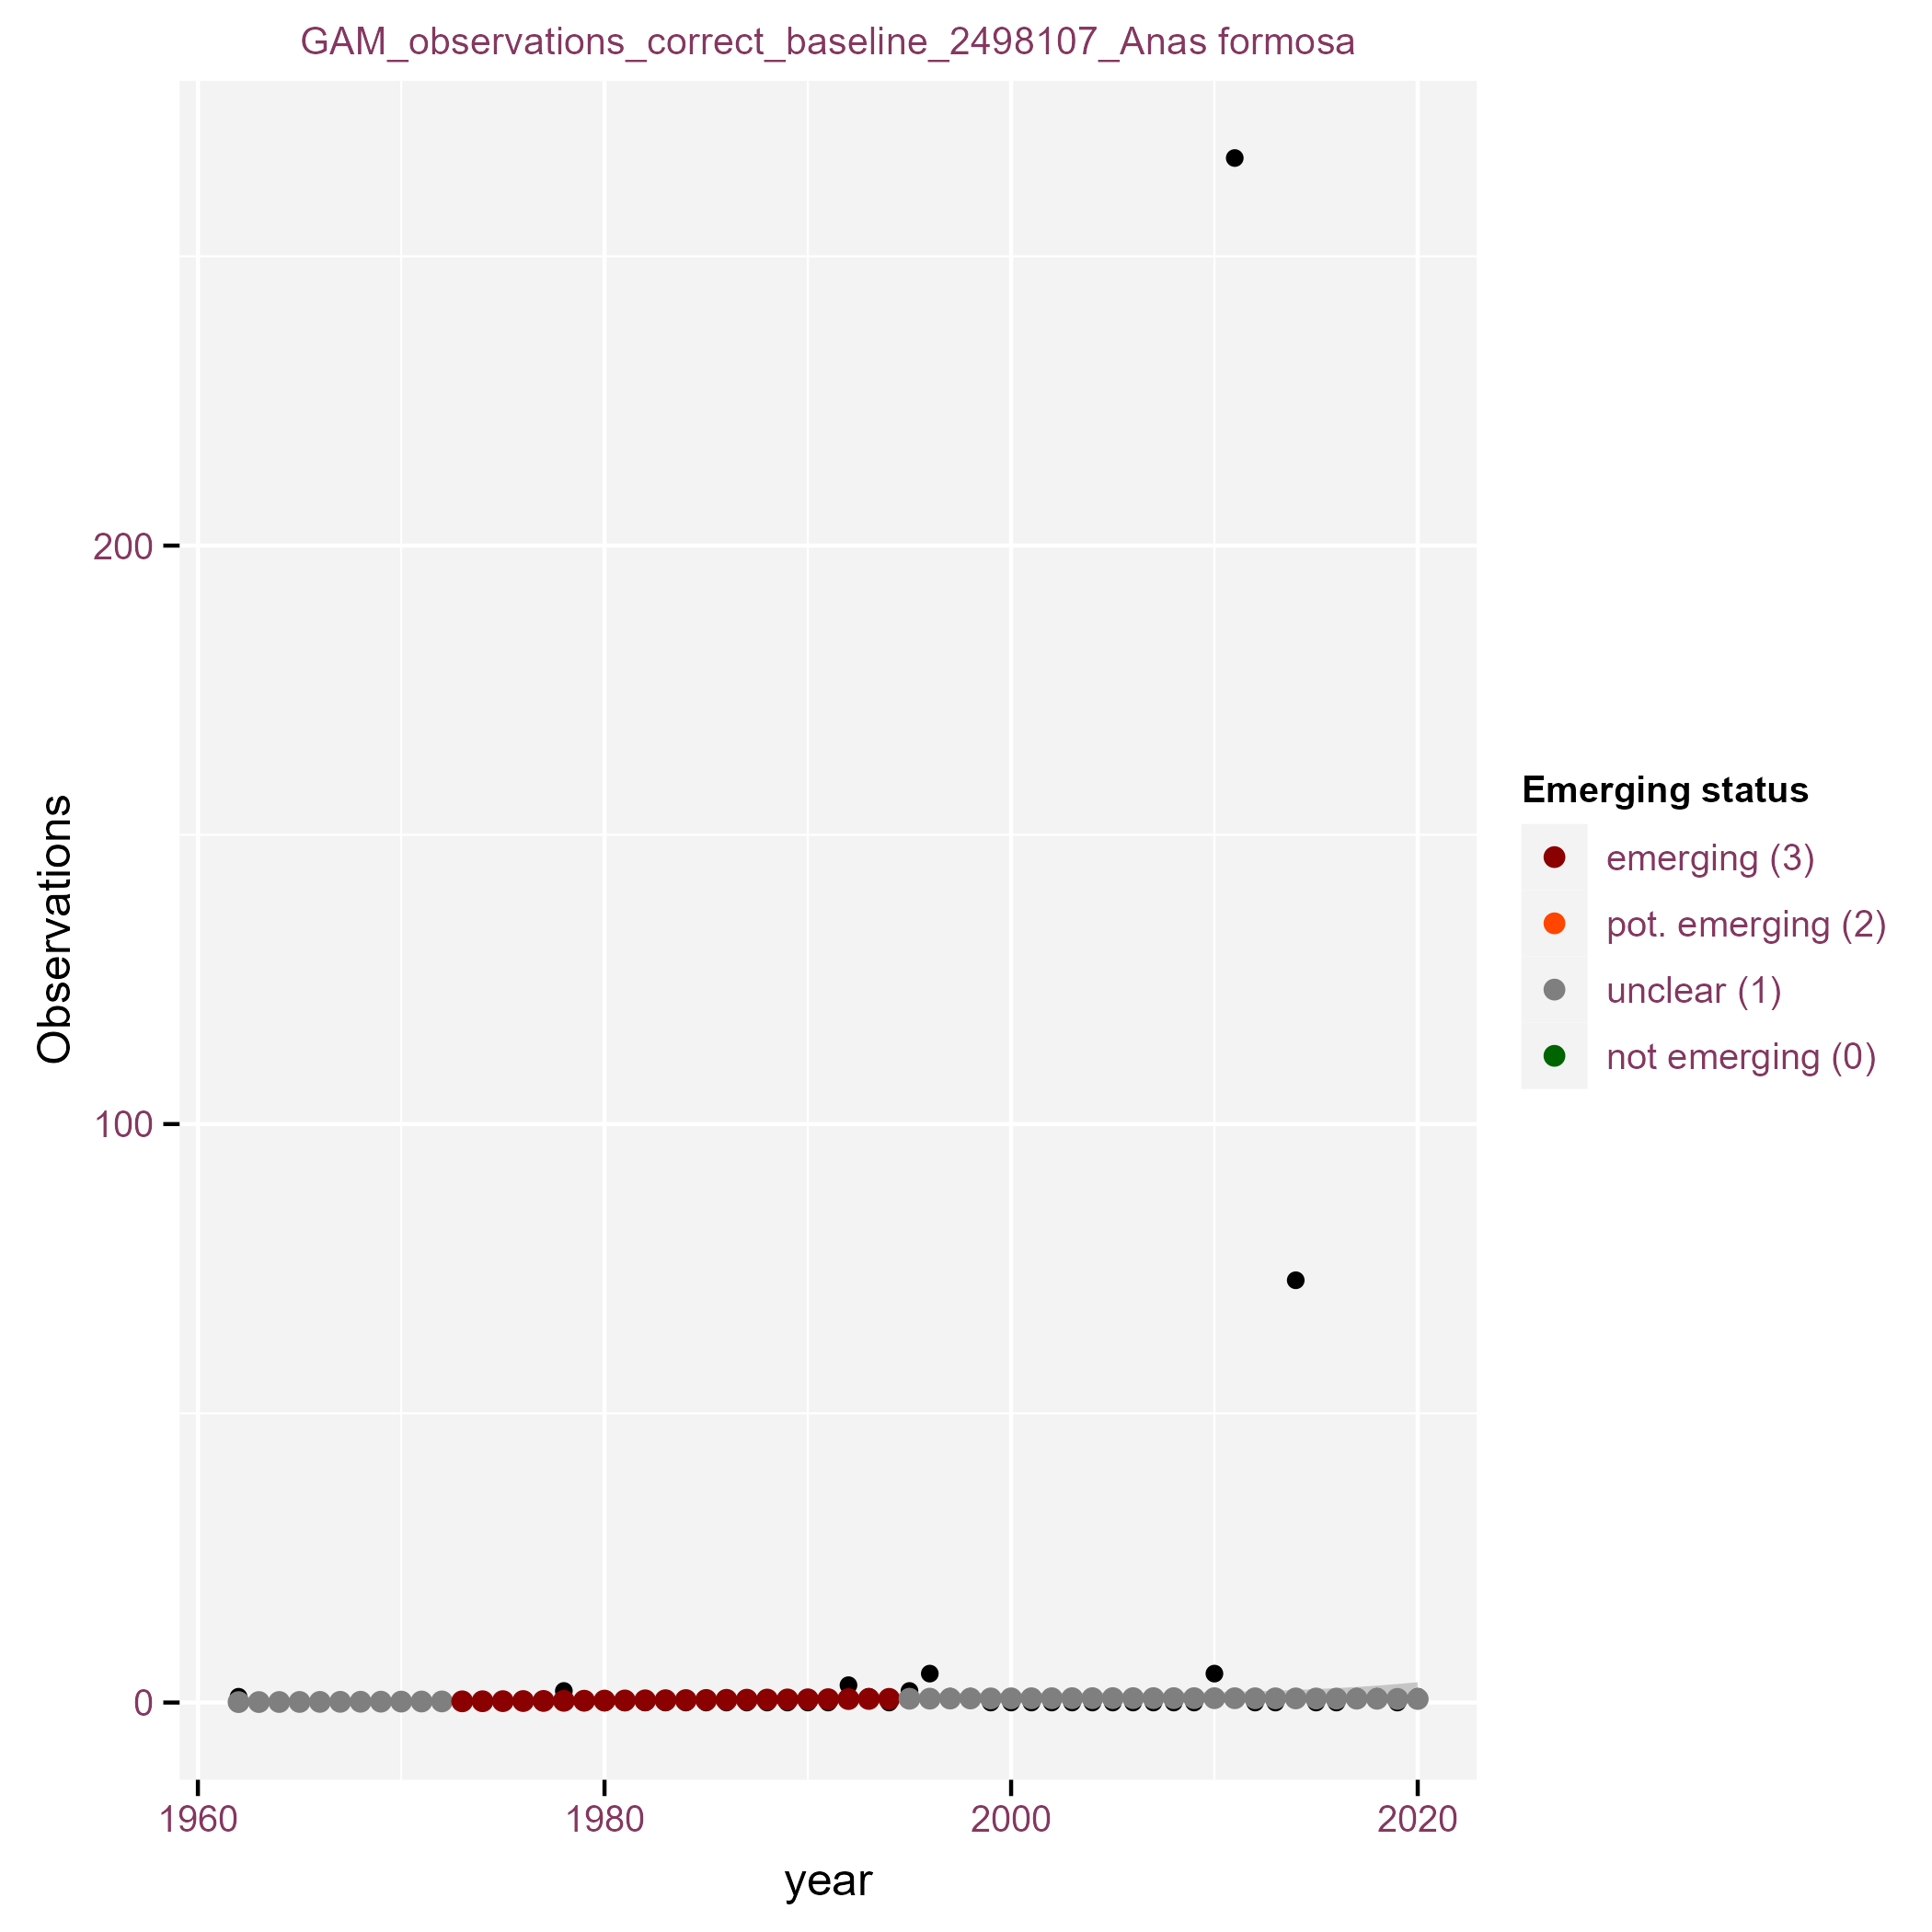 GAM_observations_correct_baseline_2498107_Anas formosa
Observations
200
100
0
1960 1980 2000 2020
year
Emerging status
emerging (3)
pot. emerging (2)
unclear (1)
not emerging (0)